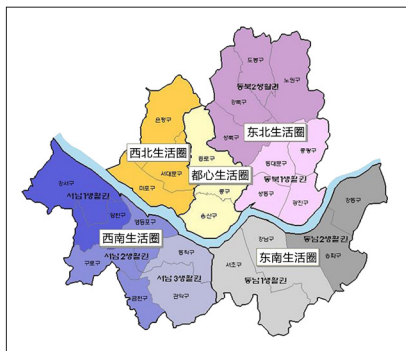 도봉구
노원구
동북2생활권
강북구
은평구
성북구
东北生活圈
중랑구
西北生活圈
종로구
동대문구
서대문구
都心生活圈
동북1생활권
강서구
마포구
중구
성동구
서남1생활권
광진구
강동구
양천구
용산구
영등포구
강남구
동남2생활권
西南生活圈
서초구
송파구
구로구
서남2생활권
동작구
东南生活圈
서남3생활권
동남1생활권
금천구
관악구